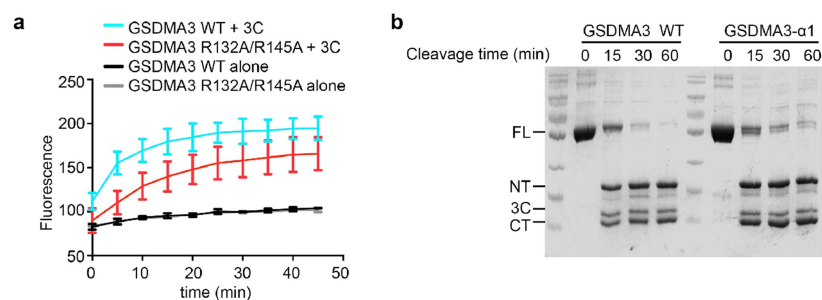 a
GSDMA3 WT + 3C
GSDMA3 R132A/R145A + 3C
GSDMA3 WT alone
GSDMA3 R132A/R145A alone
250
200
150
100
50
Fluorescence
0 10 20 30 40 50
time (min)
b
GSDMA3 WT GSDMA3-α1
Cleavage time (min) 0 15 30 60 0 15 30 60
FL
NT
3C
CT